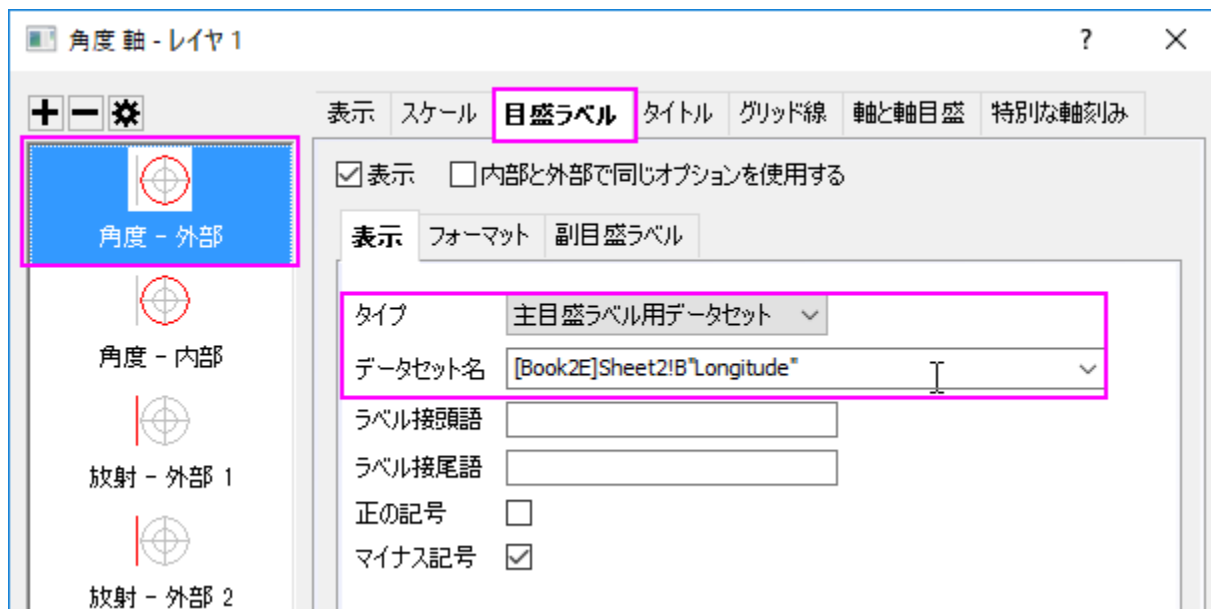 角度 軸 - レイヤ 1
? ×
表示 スケール 目盛ラベル タイトル グリッド線 軸と軸目盛 特別な軸刻み
表示 内部と外部で同じオプションを使用する
角度 - 外部
表示 フォーマット 副目盛ラベル
タイプ 主目盛ラベル用データセット
角度 - 内部
データセット名 [Book2E]Sheet2!B"Longitude"
ラベル接頭語
ラベル接尾語
放射 - 外部 1
正の記号
マイナス記号
放射 - 外部 2